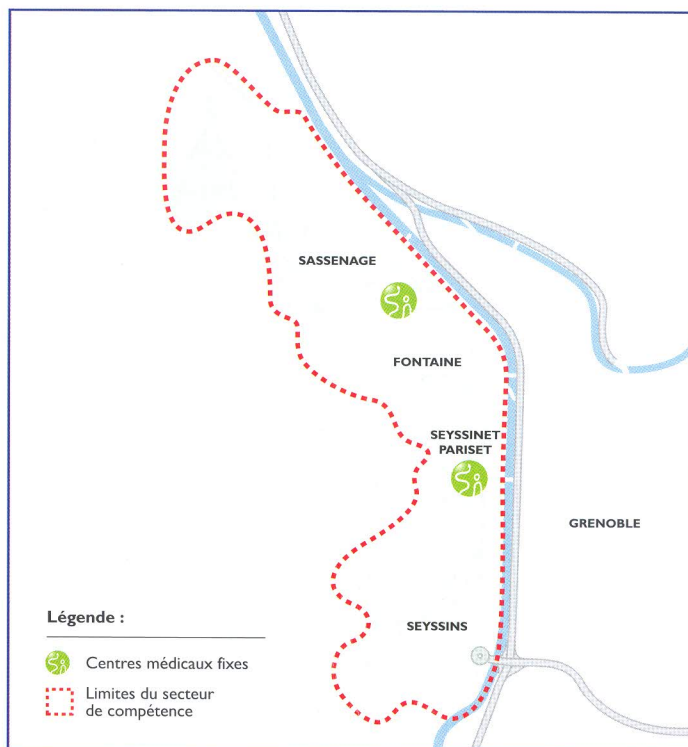 SASSENAGE
FONTAINE
SEYSSINET
PARISET
GRENOBLE
SEYSSINS
Légende :
Centres médicaux fixes
Limites du secteur
de compétence